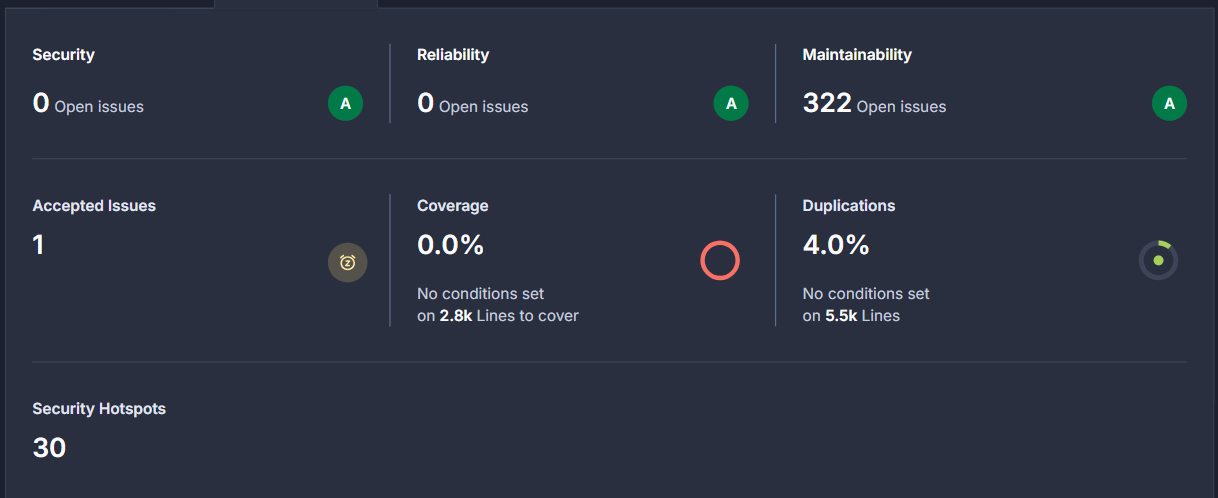 Security
0 Open issues
A
Reliability
0 Open issues
A
Maintainability
322 Open issues
A
Accepted Issues
1
z
Coverage
0.0%
No conditions set
on 2.8k Lines to cover
Duplications
4.0%
No conditions set
on 5.5k Lines
Security Hotspots
30